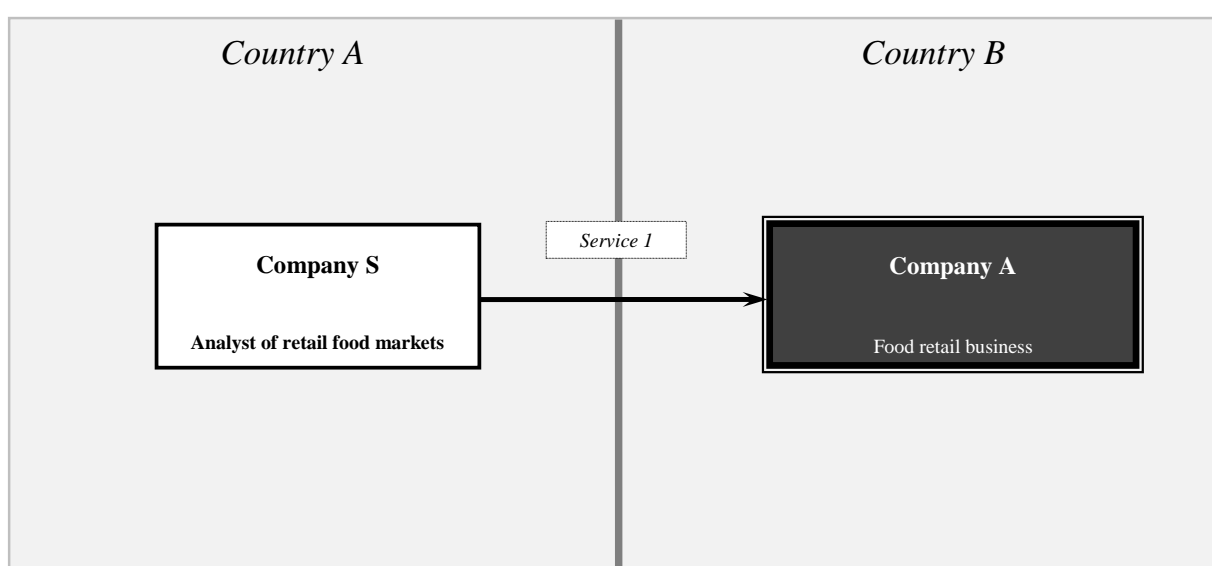 Country A
Country B
Service 1
Company S
Company A
Analyst of retail food markets
Food retail business